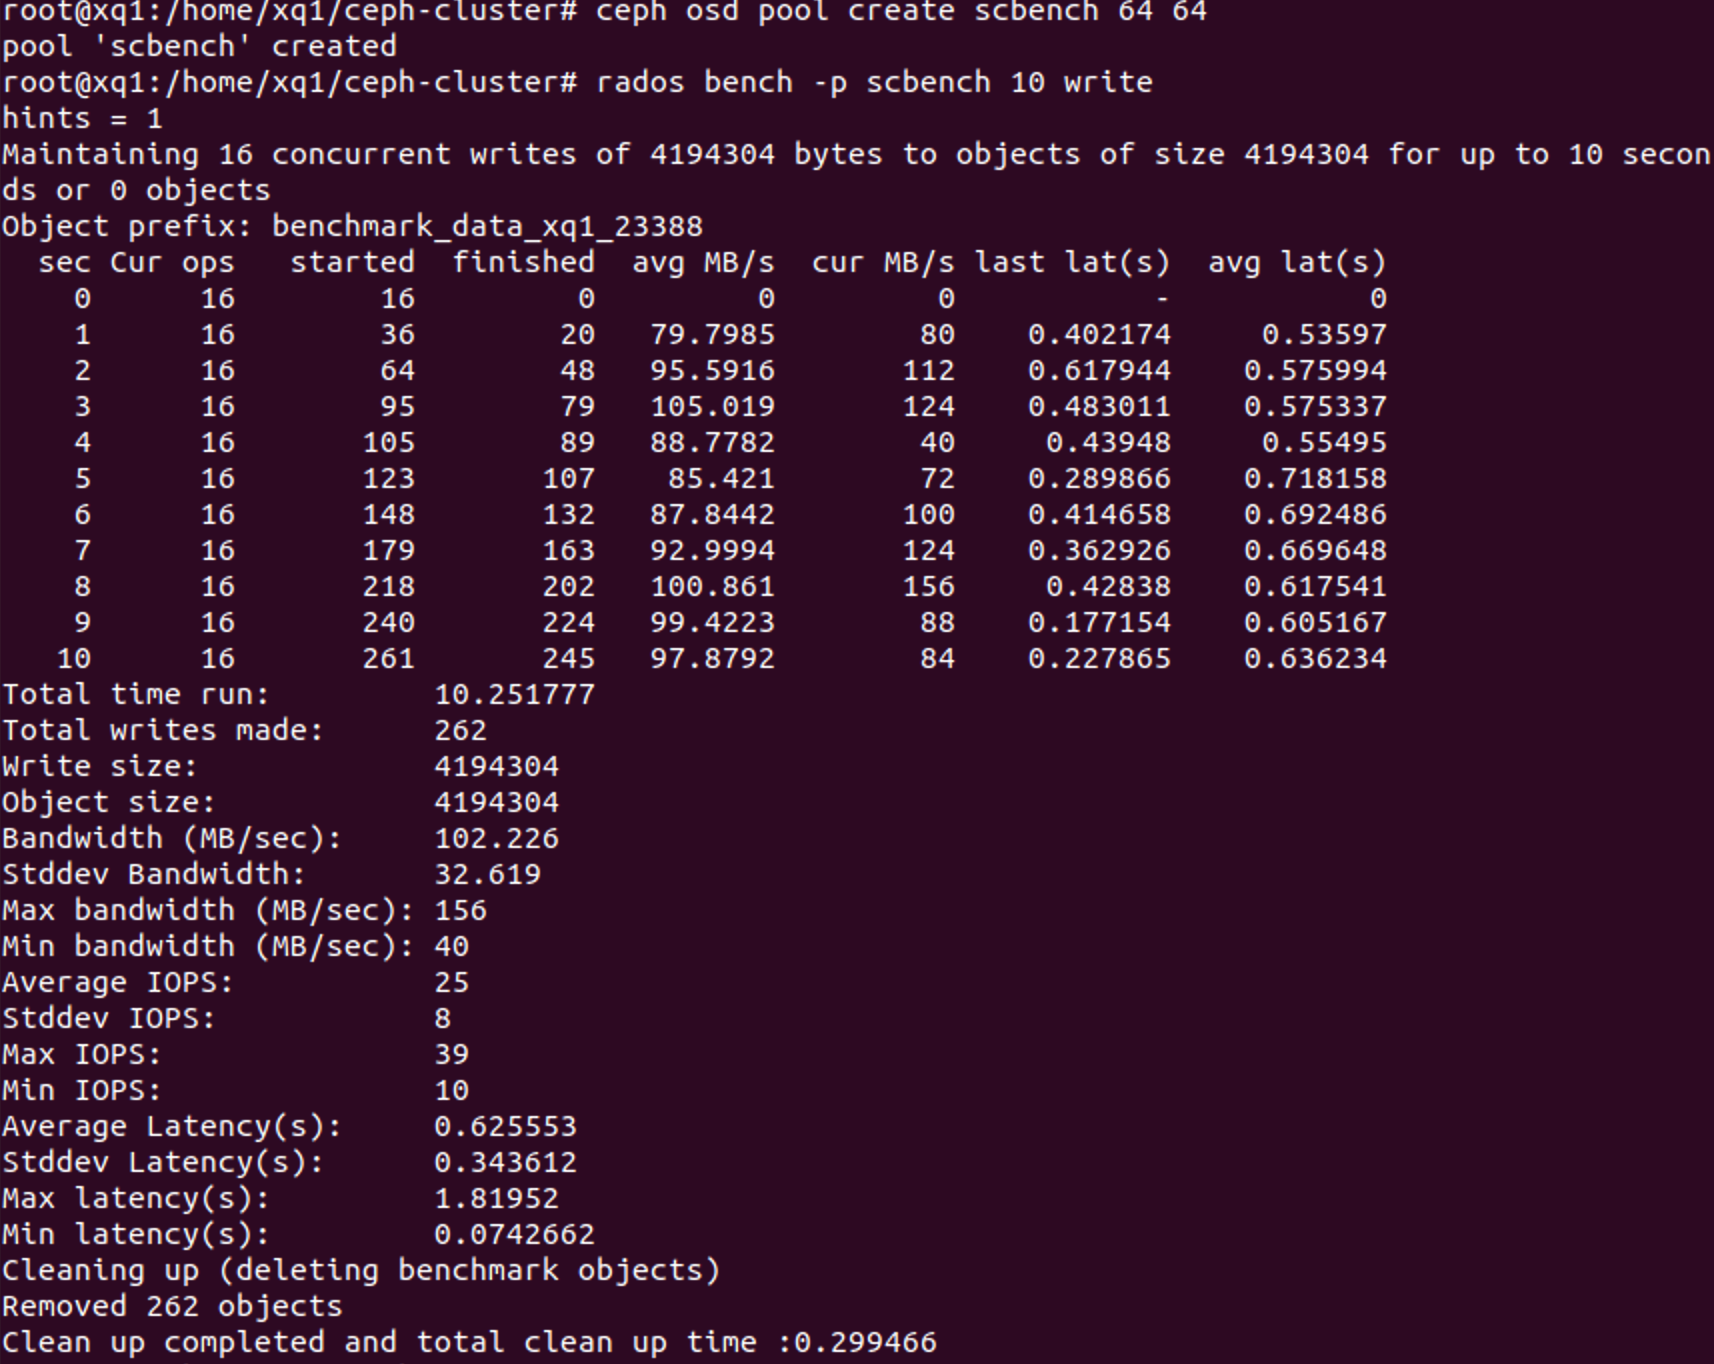 root@xq1:/home/xq1/ceph-cluster# ceph osd pool create scbench 64 64
pool 'scbench' created
root@xq1:/home/xq1/ceph-cluster# rados bench -p scbench 10 write
hints = 1
Maintaining 16 concurrent writes of 4194304 bytes to objects of size 4194304 for up to 10 secon
ds or 0 objects
Object prefix: benchmark_data_xq1_23388
  sec Cur ops   started  finished  avg MB/s  cur MB/s last lat(s)  avg lat(s)
    0      16        16         0         0         0           -           0
    1      16        36        20   79.7985        80    0.402174     0.53597
    2      16        64        48   95.5916       112    0.617944    0.575994
    3      16        95        79   105.019       124    0.483011    0.575337
    4      16       105        89   88.7782        40     0.43948     0.55495
    5      16       123       107    85.421        72    0.289866    0.718158
    6      16       148       132   87.8442       100    0.414658    0.692486
    7      16       179       163   92.9994       124    0.362926    0.669648
    8      16       218       202   100.861       156     0.42838    0.617541
    9      16       240       224   99.4223        88    0.177154    0.605167
   10      16       261       245   97.8792        84    0.227865    0.636234
Total time run:         10.251777
Total writes made:      262
Write size:             4194304
Object size:            4194304
Bandwidth (MB/sec):     102.226
Stddev Bandwidth:       32.619
Max bandwidth (MB/sec): 156
Min bandwidth (MB/sec): 40
Average IOPS:           25
Stddev IOPS:            8
Max IOPS:               39
Min IOPS:               10
Average Latency(s):     0.625553
Stddev Latency(s):      0.343612
Max latency(s):         1.81952
Min latency(s):         0.0742662
Cleaning up (deleting benchmark objects)
Removed 262 objects
Clean up completed and total clean up time :0.299466